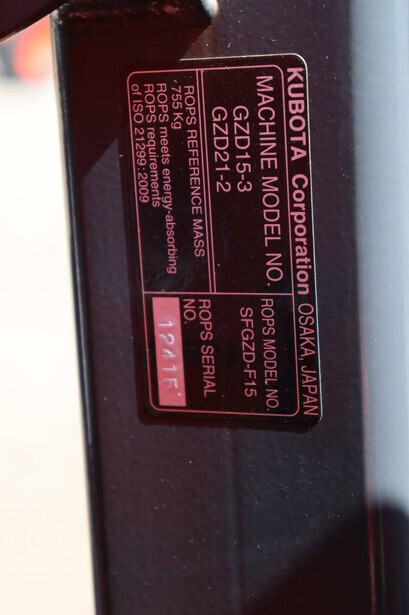 KUBOTA Corporation OSAKA, JAPAN
MACHINE MODEL NO.
GZD15-3
GZD21-2
ROPS MODEL NO.
SFGZD-F15
ROPS REFERENCE MASS
755 Kg
ROPS meets energy-absorbing
ROPS requirements
of ISO 21299:2009
ROPS SERIAL
NO.
12415